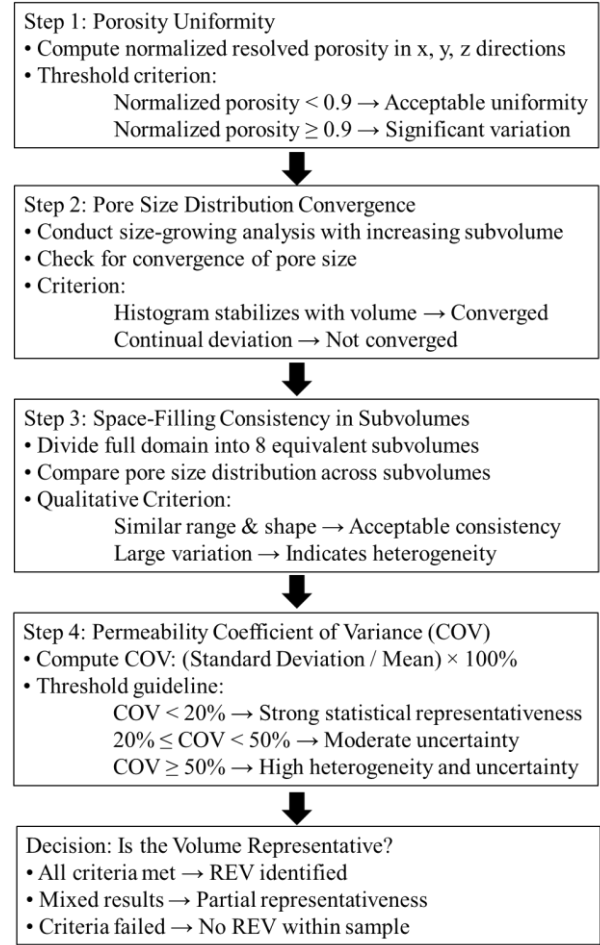 Step 1: Porosity Uniformity
• Compute normalized resolved porosity in x, y, z directions
• Threshold criterion:
Normalized porosity < 0.9 → Acceptable uniformity
Normalized porosity ≥ 0.9 → Significant variation
Step 2: Pore Size Distribution Convergence
• Conduct size-growing analysis with increasing subvolume
• Check for convergence of pore size
• Criterion:
Histogram stabilizes with volume → Converged
Continual deviation → Not converged
Step 3: Space-Filling Consistency in Subvolumes
• Divide full domain into 8 equivalent subvolumes
• Compare pore size distribution across subvolumes
• Qualitative Criterion:
Similar range & shape → Acceptable consistency
Large variation → Indicates heterogeneity
Step 4: Permeability Coefficient of Variance (COV)
• Compute COV: (Standard Deviation / Mean) × 100%
• Threshold guideline:
COV < 20% → Strong statistical representativeness
20% ≤ COV < 50% → Moderate uncertainty
COV ≥ 50% → High heterogeneity and uncertainty
Decision: Is the Volume Representative?
• All criteria met → REV identified
• Mixed results → Partial representativeness
• Criteria failed → No REV within sample